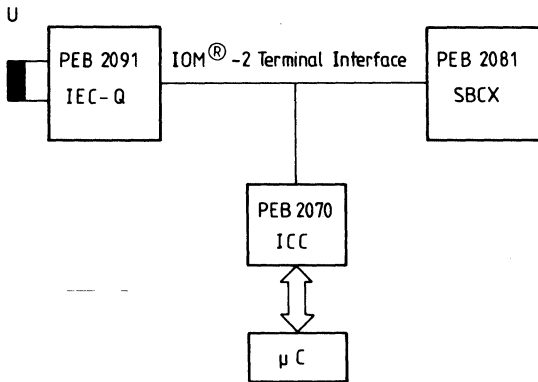 U
PEB 2091
IEC-Q
IOM®-2 Terminal Interface
PEB 2081
SBCX
PEB 2070
ICC
μC